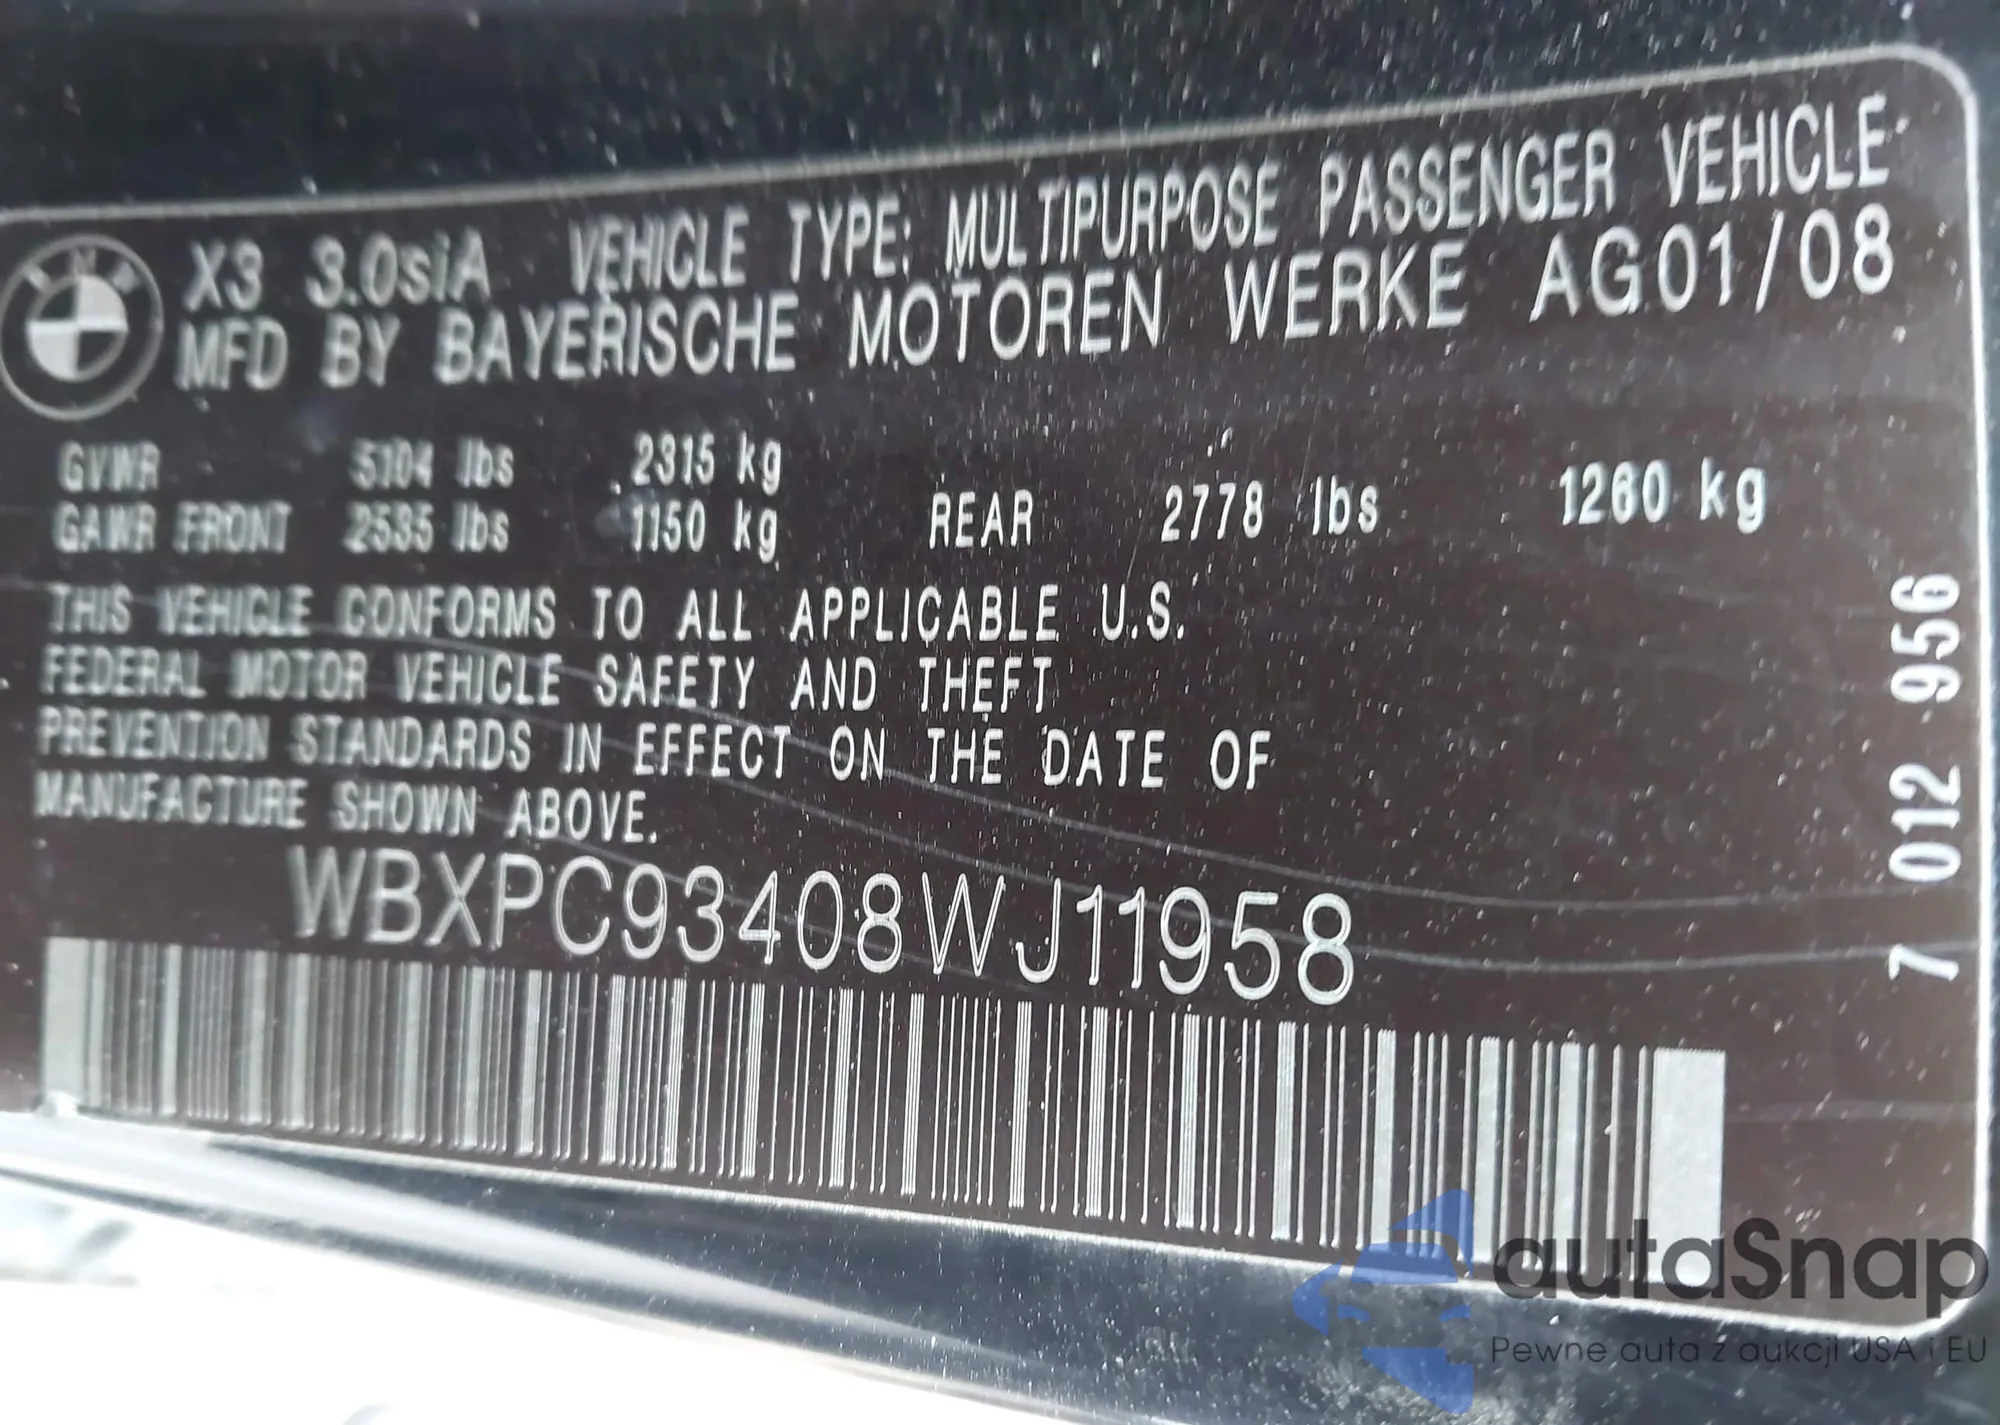 BMW
X3 3.0siA VEHICLE TYPE: MULTIPURPOSE PASSENGER VEHICLE
MFD BY BAYERISCHE MOTOREN WERKE AG 01/08
GVWR 5104 lbs 2315 kg
GAWR FRONT 2535 lbs 1150 kg REAR 2778 lbs 1260 kg
THIS VEHICLE CONFORMS TO ALL APPLICABLE U.S.
FEDERAL MOTOR VEHICLE SAFETY AND THEFT
PREVENTION STANDARDS IN EFFECT ON THE DATE OF
MANUFACTURE SHOWN ABOVE.
WBXPC93408WJ11958
7 012 956
autaSnap
Pewne auta z aukcji USA i EU